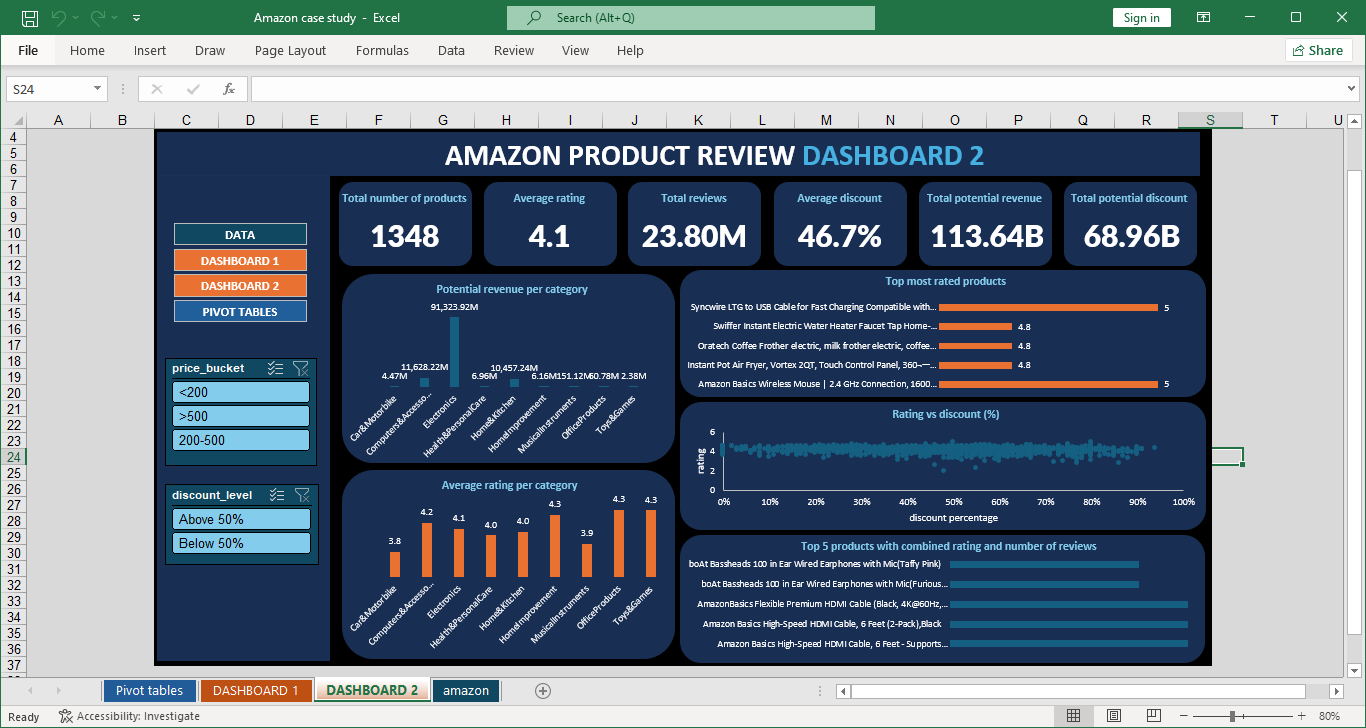 Amazon case study - Excel
Search (Alt+Q)
Sign in
File Home Insert Draw Page Layout Formulas Data Review View Help
Share
S24
fx
A B C D E F G H I J K L M N O P Q R S T U
4
5
6
7
8
9
10
11
12
13
14
15
16
17
18
19
20
21
22
23
24
25
26
27
28
29
30
31
32
33
34
35
36
37
AMAZON PRODUCT REVIEW DASHBOARD 2
DATA
DASHBOARD 1
DASHBOARD 2
PIVOT TABLES
price_bucket
<200
>500
200-500
discount_level
Above 50%
Below 50%
Total number of products
1348
Average rating
4.1
Total reviews
23.80M
Average discount
46.7%
Total potential revenue
113.64B
Total potential discount
68.96B
Potential revenue per category
91,323.92M
4.47M 11,628.22M 6.96M 10,457.24M 6.16M 151.12M 60.78M 2.38M
Car&Motorbike
Computers&Accesso...
Electronics
Health&PersonalCare
Home&Kitchen
HomeImprovement
MusicalInstruments
OfficeProducts
Toys&Games
Average rating per category
3.8 4.2 4.1 4.0 4.0 4.3 3.9 4.3 4.3
Car&Motorbike
Computers&Accesso...
Electronics
Health&PersonalCare
Home&Kitchen
HomeImprovement
MusicalInstruments
OfficeProducts
Toys&Games
Top most rated products
Syncwire LTG to USB Cable for Fast Charging Compatible with... 5
Swiffer Instant Electric Water Heater Faucet Tap Home-... 4.8
Oratech Coffee Frother electric, milk frother electric, coffee... 4.8
Instant Pot Air Fryer, Vortex 2QT, Touch Control Panel, 360-—... 4.8
Amazon Basics Wireless Mouse | 2.4 GHz Connection, 1600... 5
Rating vs discount (%)
rating
6
4
2
0
0% 10% 20% 30% 40% 50% 60% 70% 80% 90% 100%
discount percentage
Top 5 products with combined rating and number of reviews
boAt Bassheads 100 in Ear Wired Earphones with Mic(Taffy Pink)
boAt Bassheads 100 in Ear Wired Earphones with Mic(Furious...
AmazonBasics Flexible Premium HDMI Cable (Black, 4K@60Hz,...
Amazon Basics High-Speed HDMI Cable, 6 Feet (2-Pack),Black
Amazon Basics High-Speed HDMI Cable, 6 Feet - Supports...
Pivot tables DASHBOARD 1 DASHBOARD 2 amazon
Ready Accessibility: Investigate
80%